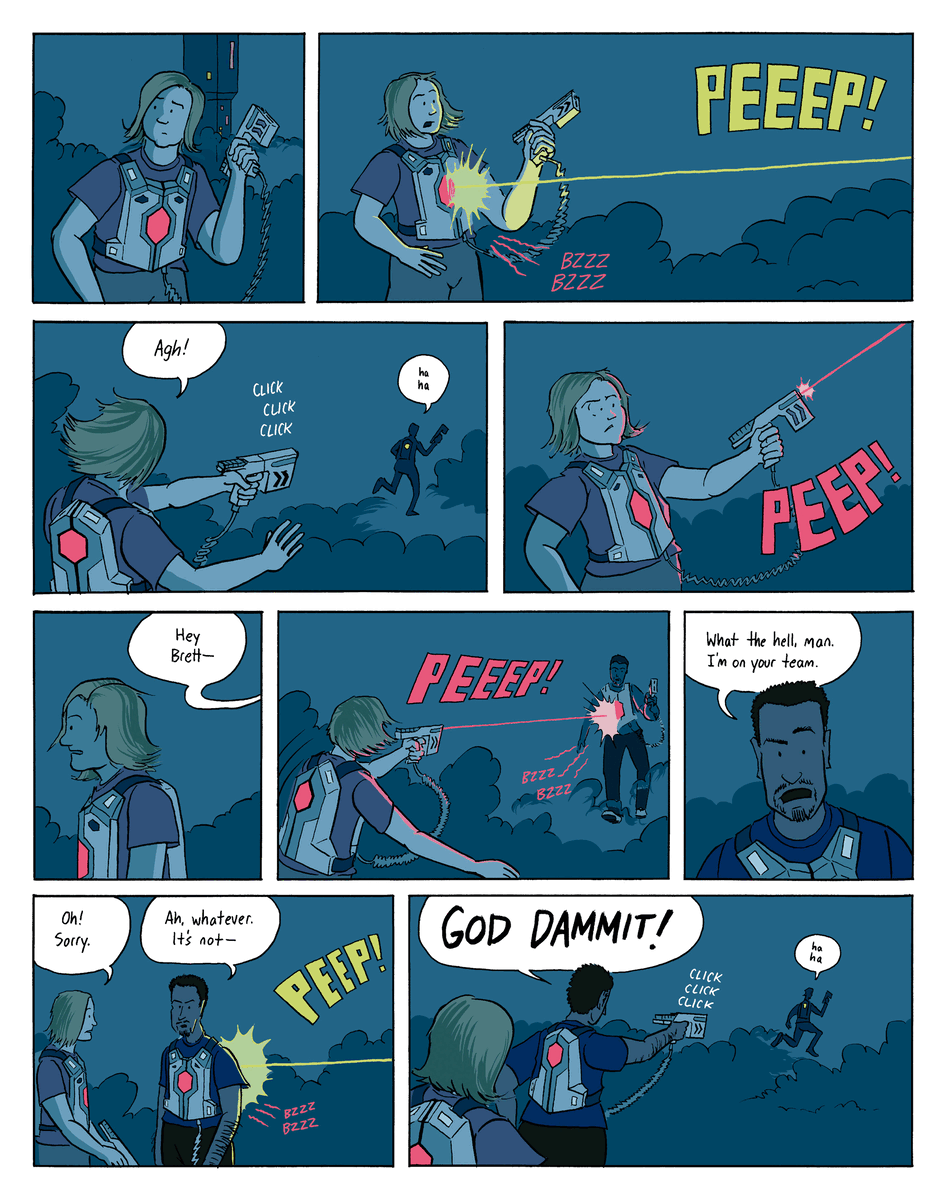 PEEEP!
BZZZ
BZZZ
Agh!
CLICK
CLICK
CLICK
ha
ha
PEEP!
Hey
Brett—
PEEEP!
BZZZ
BZZZ
What the hell, man.
I'm on your team.
Oh!
Sorry.
Ah, whatever.
It's not—
PEEP!
BZZZ
BZZZ
GOD DAMMIT!
CLICK
CLICK
CLICK
ha
ha